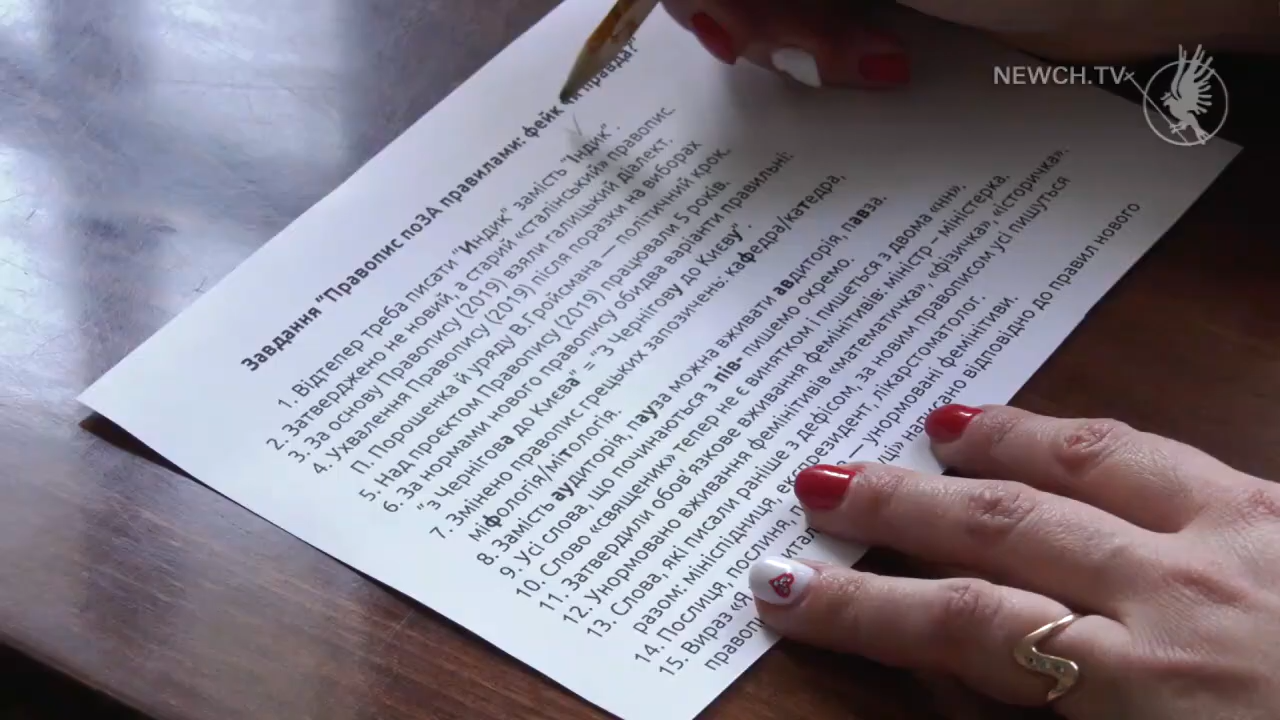 NEWCH.TV
Завдання "Правопис поЗА правилами: фейк правда?"
1. Відтепер треба писати "Индик" замість "Індик".
2. Затверджено не новий, а старий «сталінський» правопис
3. За основу Правопису (2019) взяли галицький діалект.
4. Ухвалення Правопису (2019) після поразки на виборах
П. Порошенка й уряду В.Гройсмана — політичний крок.
5. Над проєктом Правопису (2019) працювали 5 років.
6. За нормами нового правопису обидва варіанти правильні:
"З Чернігова до Києва" = "З Чернігову до Києву".
7. Змінено правопис грецьких запозичень: кафедра/катедра,
міфологія/мітологія.
8. Замість аудиторія, пауза можна вживати авдиторія, павза.
9. Усі слова, що починаються з пів- пишемо окремо.
10. Слово «священик» тепер не є винятком і пишеться з двома «нн».
11. Затвердили обов'язкове вживання фемінітивів: міністр – міністерка.
12. Унормовано вживання фемінітивів «математичка», «фізичка» «історичка».
13. Слова, які писали раніше з дефісом, за новим правописом усі пишуться
разом: мінісπідниця, експрезидент, лікарстоматолог.
14. Послиця, послиня, — унормовані фемінітиви.
15. Вираз «Я написано відповідно до правил нового